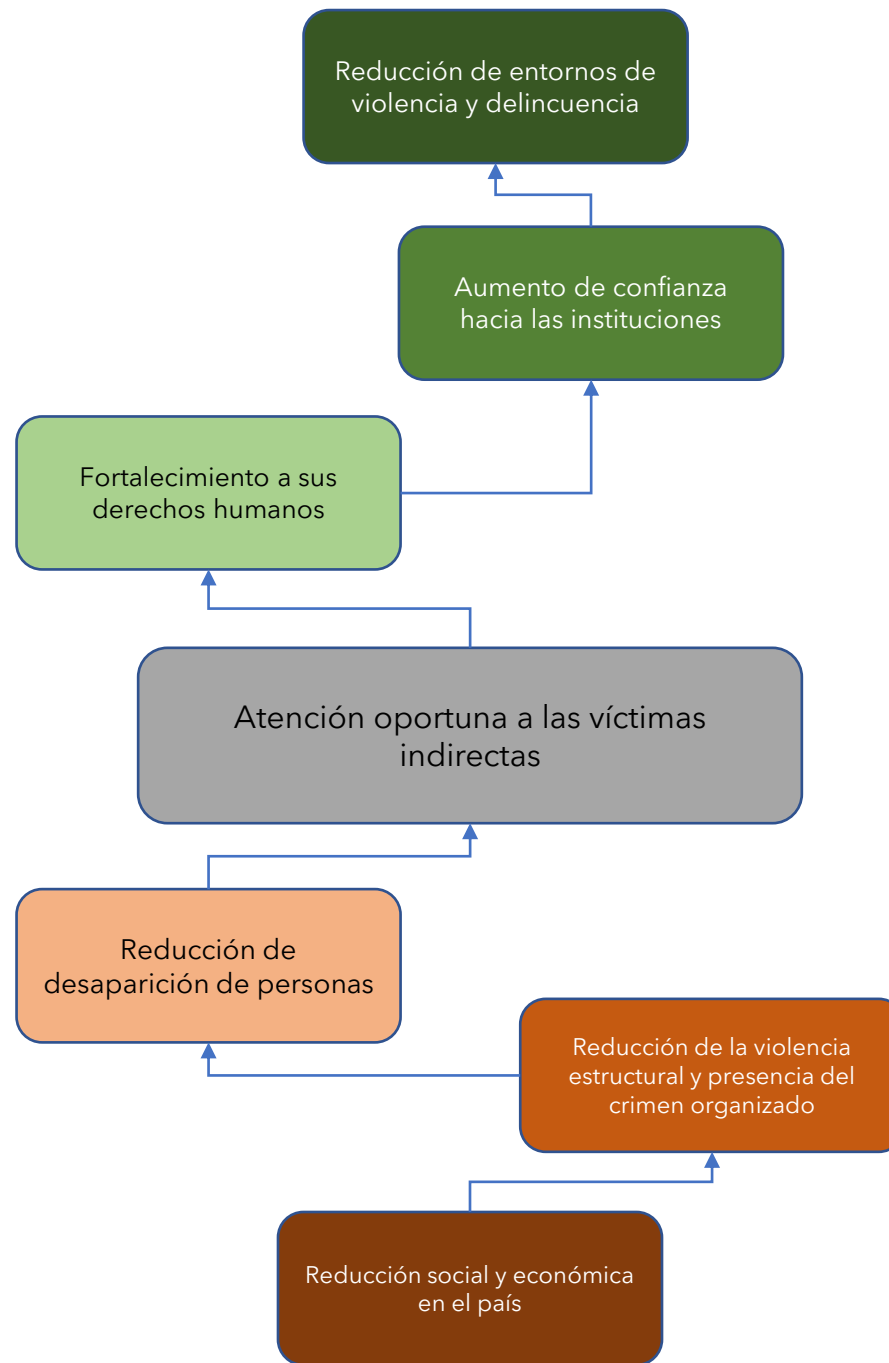 Reducción de entornos de
violencia y delincuencia
Aumento de confianza
hacia las instituciones
Fortalecimiento a sus
derechos humanos
Atención oportuna a las víctimas
indirectas
Reducción de
desaparición de personas
Reducción de la violencia
estructural y presencia del
crimen organizado
Reducción social y económica
en el país